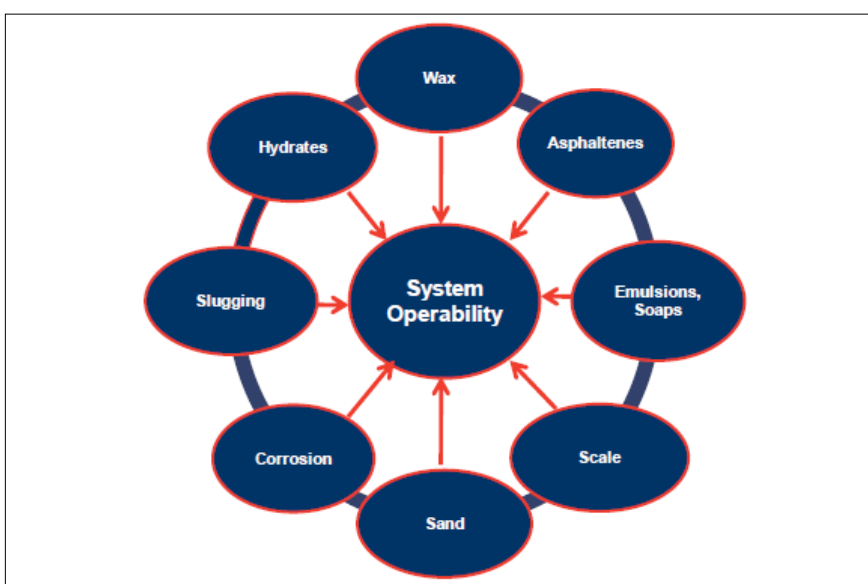 Wax
Hydrates
Asphaltenes
Slugging
System
Operability
Emulsions,
Soaps
Corrosion
Scale
Sand